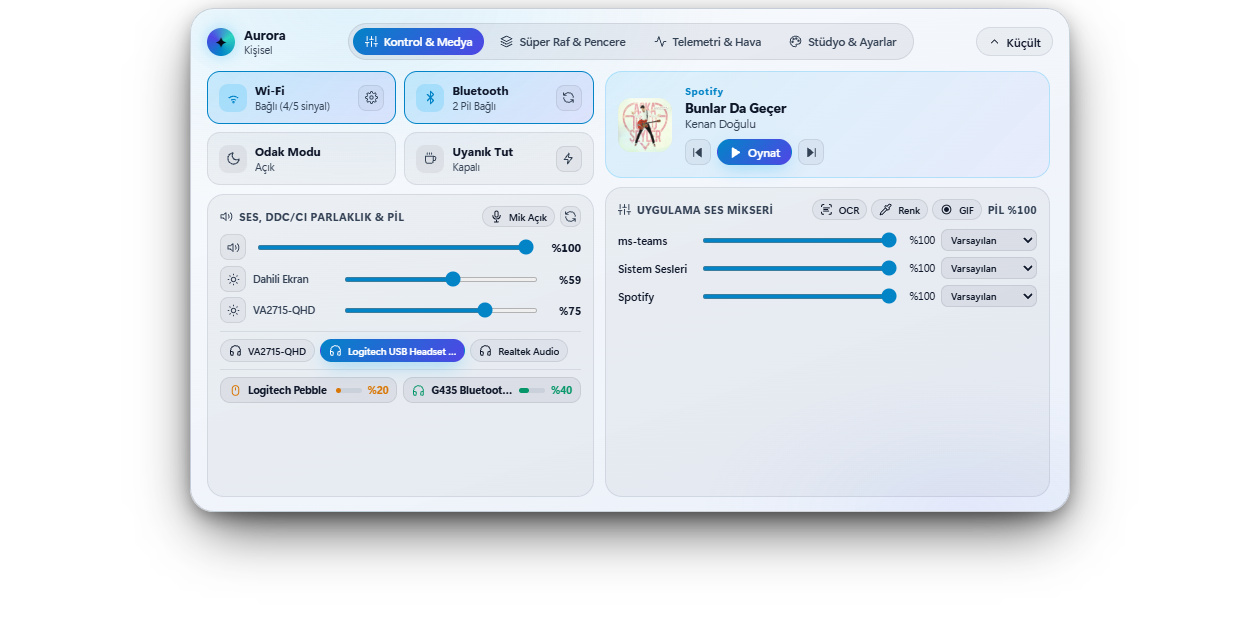 Aurora
Kişisel
Kontrol & Medya
Süper Raf & Pencere
Telemetri & Hava
Stüdyo & Ayarlar
Küçült
Wi-Fi
Bağlı (4/5 sinyal)
Bluetooth
2 Pil Bağlı
Odak Modu
Açık
Uyanık Tut
Kapalı
Spotify
Bunlar Da Geçer
Kenan Doğulu
Oynat
SES, DDC/CI PARLAKLIK & PİL
Mik Açık
%100
Dahili Ekran
%59
VA2715-QHD
%75
VA2715-QHD
Logitech USB Headset ...
Realtek Audio
Logitech Pebble
%20
G435 Bluetoot...
%40
UYGULAMA SES MİKSERİ
OCR
Renk
GIF
PİL %100
ms-teams
%100
Varsayılan
Sistem Sesleri
%100
Varsayılan
Spotify
%100
Varsayılan